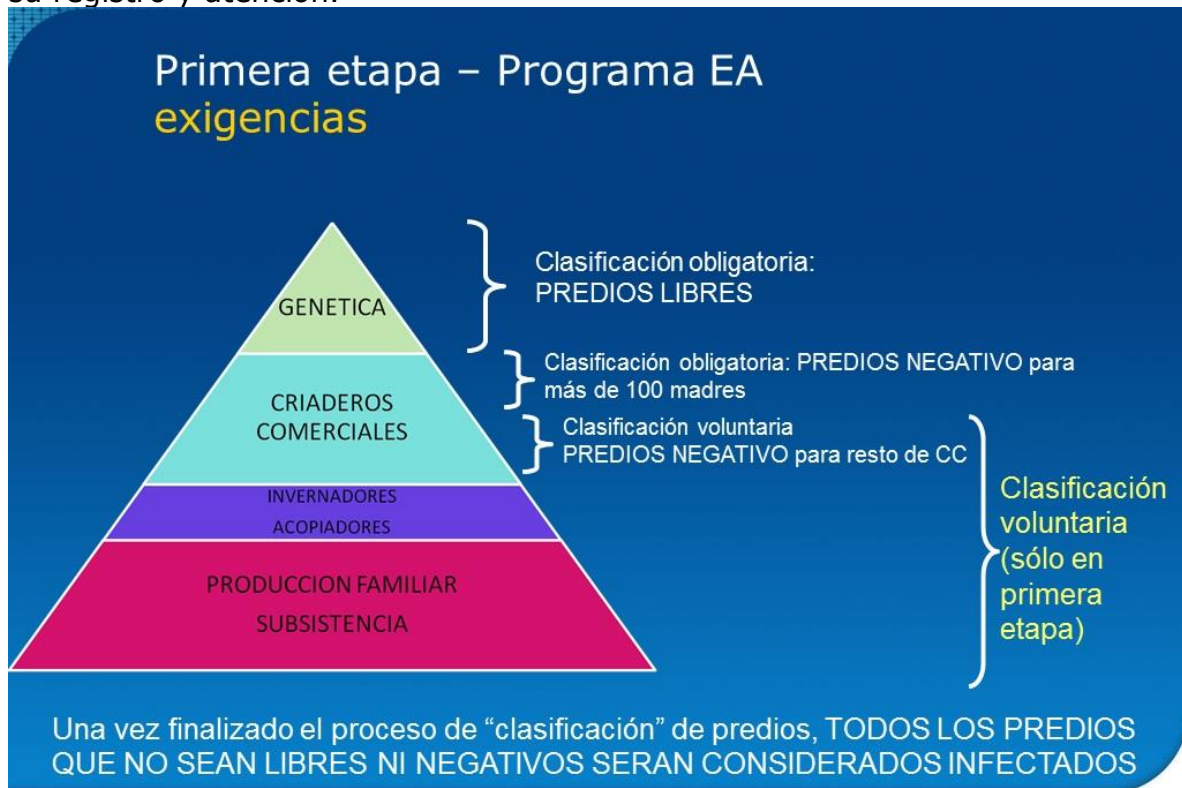 su registro y atención.
Primera etapa – Programa EA
exigencias
GENETICA
Clasificación obligatoria:
PREDIOS LIBRES
CRIADEROS
COMERCIALES
Clasificación obligatoria: PREDIOS NEGATIVO para
más de 100 madres
Clasificación voluntaria
PREDIOS NEGATIVO para resto de CC
INVERNADORES
ACOPIADORES
PRODUCCION FAMILIAR
SUBSISTENCIA
Clasificación
voluntaria
(sólo en
primera
etapa)
Una vez finalizado el proceso de “clasificación” de predios, TODOS LOS PREDIOS
QUE NO SEAN LIBRES NI NEGATIVOS SERAN CONSIDERADOS INFECTADOS